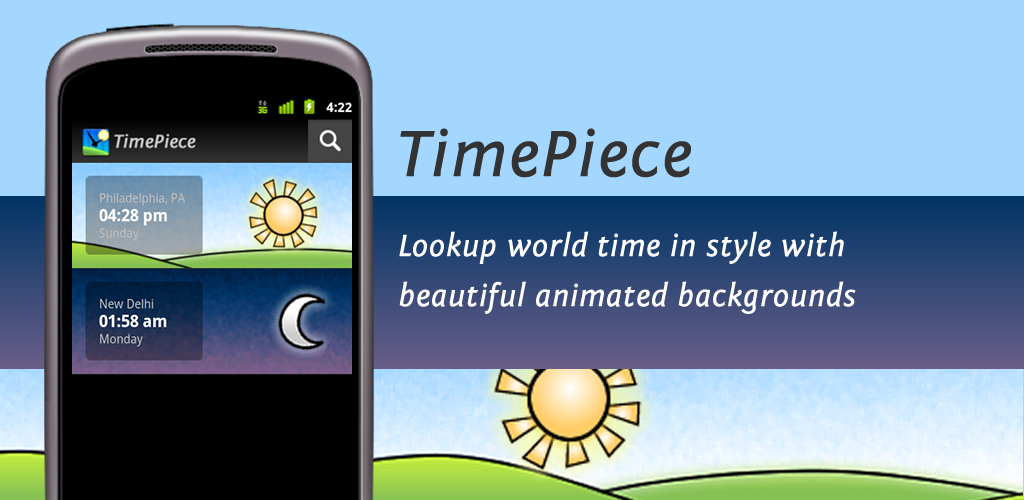 3G 4:22
TimePiece
Philadelphia, PA
04:28 pm
Sunday
New Delhi
01:58 am
Monday
TimePiece
Lookup world time in style with
beautiful animated backgrounds